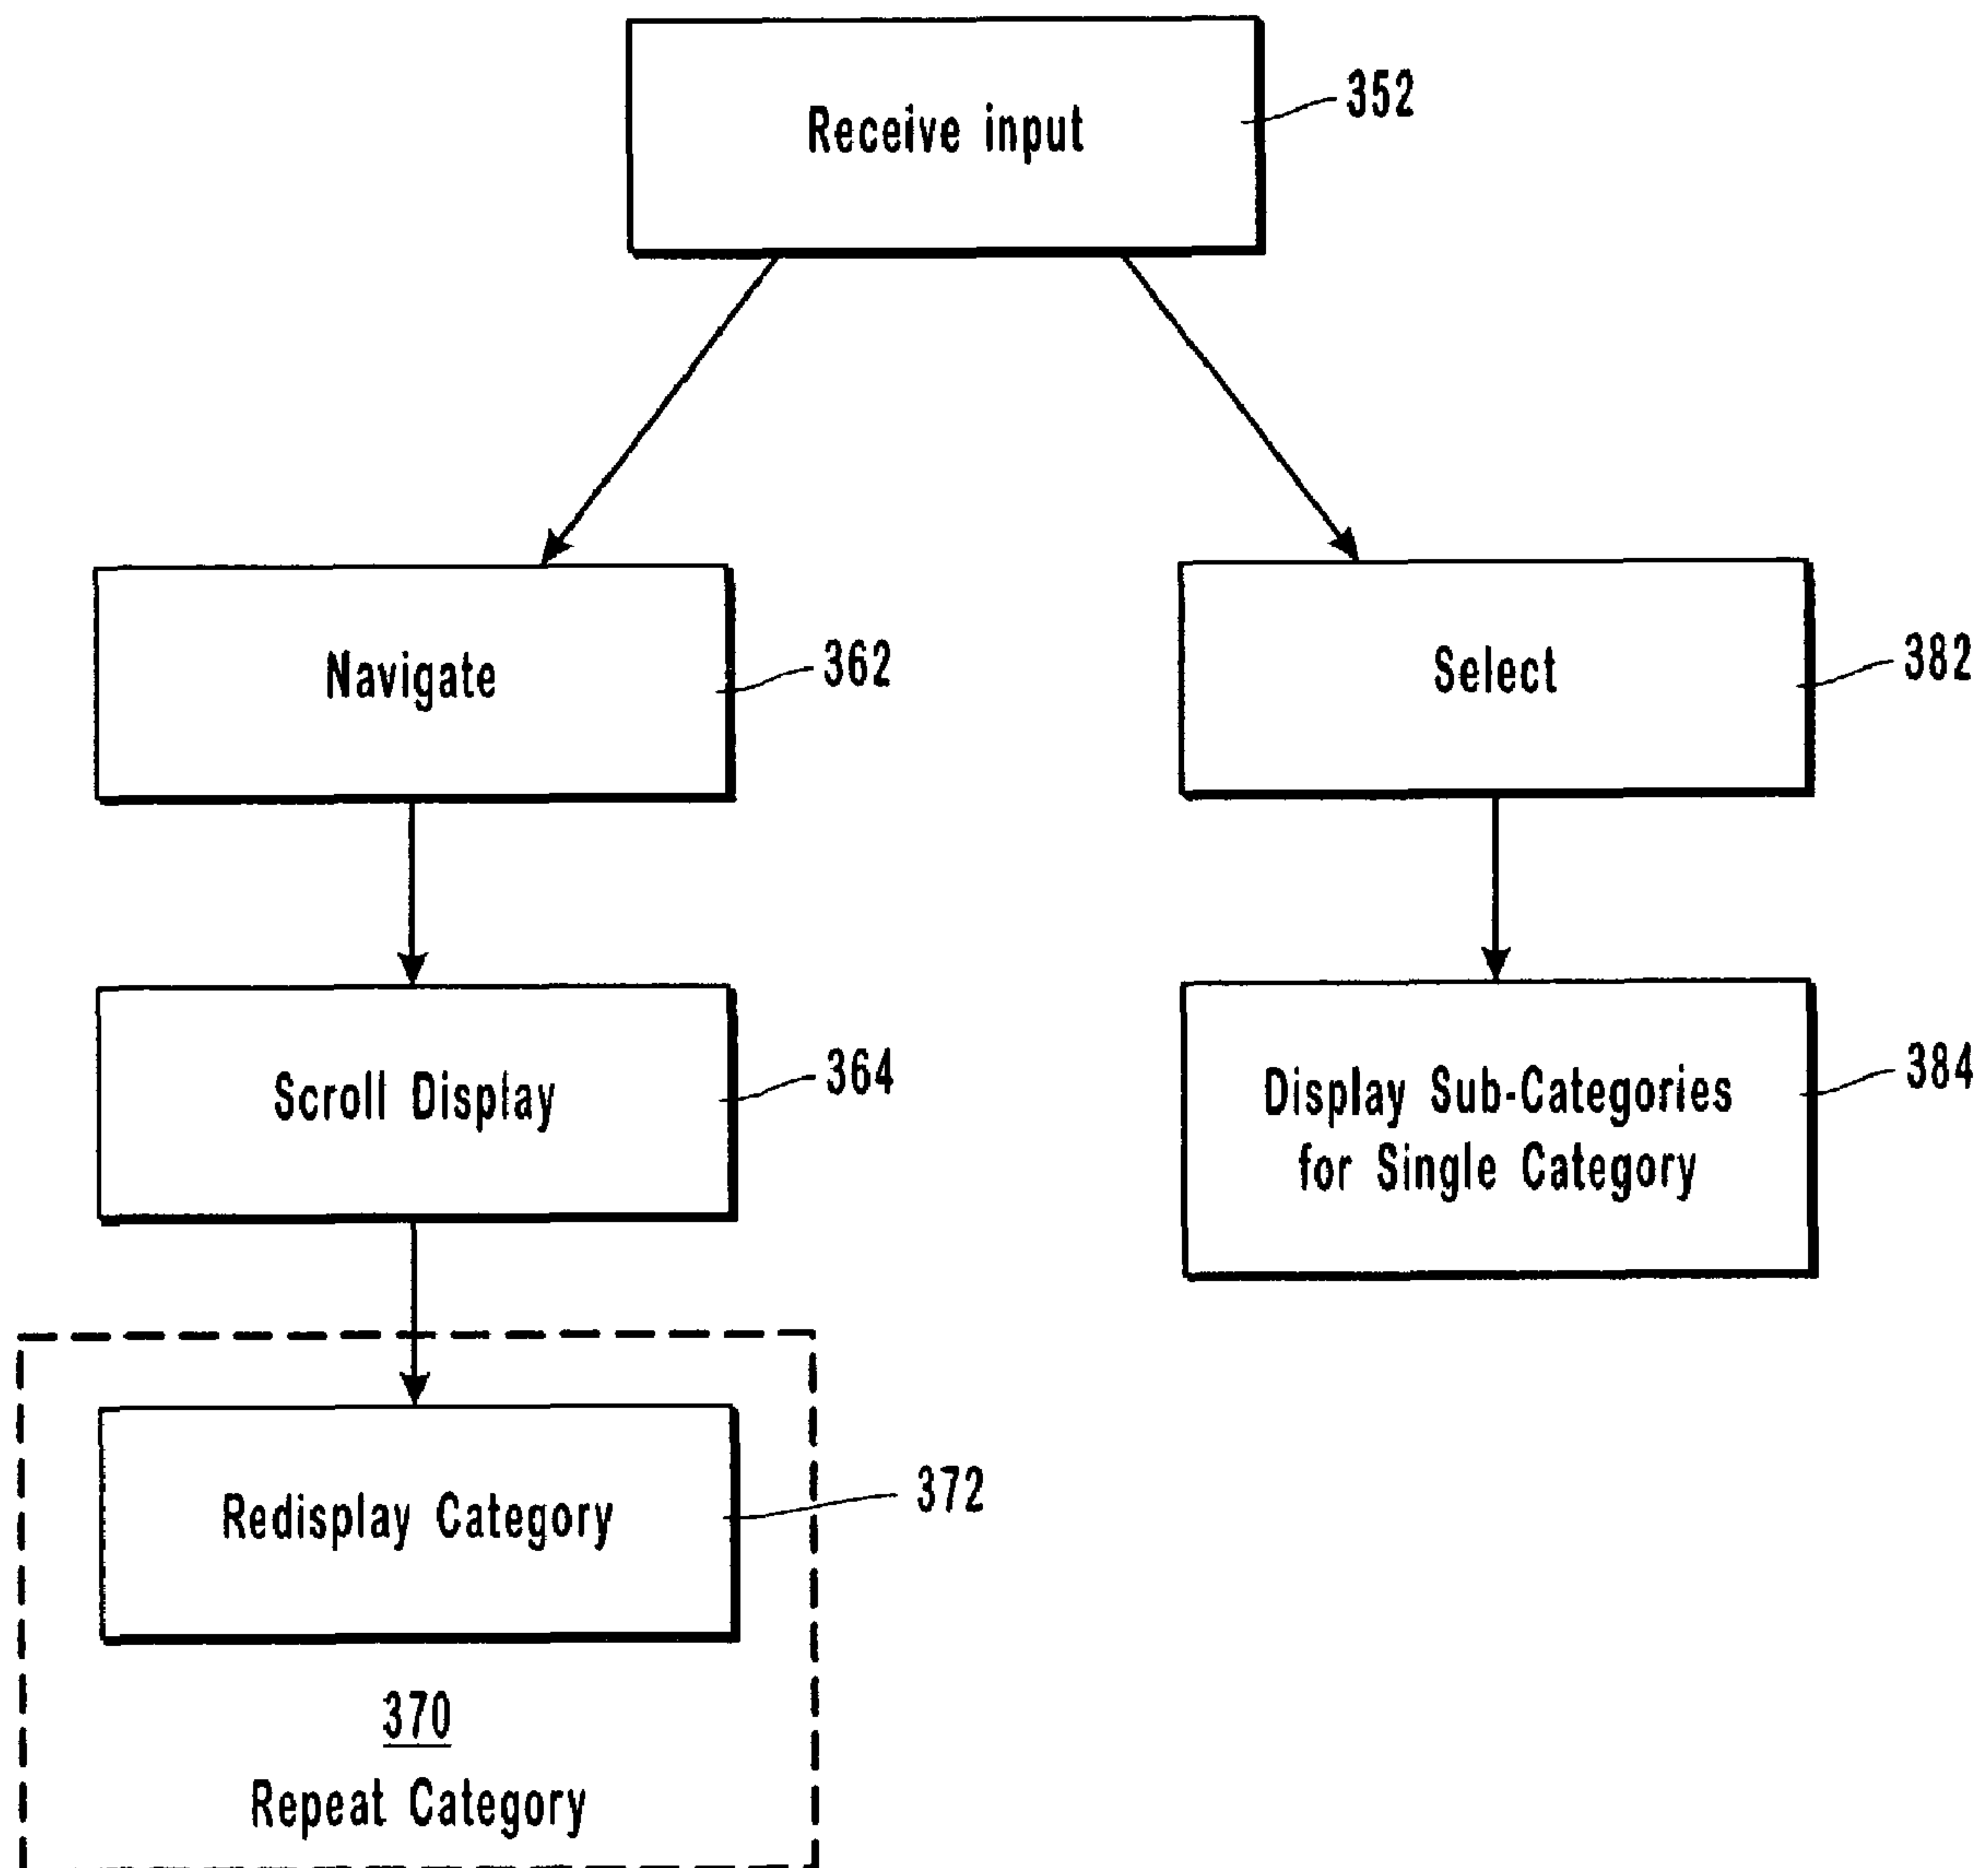 Receive input
352
Navigate
362
Select
382
Scroll Display
364
Display Sub-Categories
for Single Category
384
Redisplay Category
372
370
Repeat Category